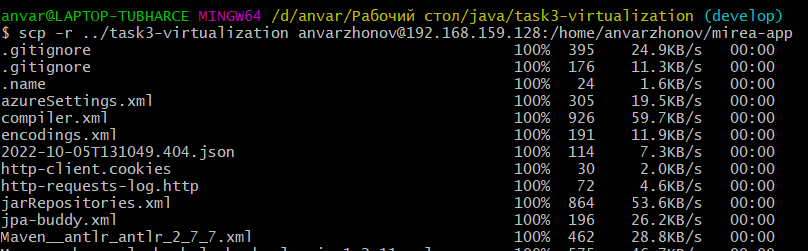 anvar@LAPTOP-TUBHARCE MINGW64 /d/anvar/Рабочий стол/java/task3-virtualization (develop)
$ scp -r ../task3-virtualization anvarzhonov@192.168.159.128:/home/anvarzhonov/mirea-app
.gitignore 100% 395 24.9KB/s 00:00
.gitignore 100% 176 11.3KB/s 00:00
.name 100% 24 1.6KB/s 00:00
azureSettings.xml 100% 305 19.5KB/s 00:00
compiler.xml 100% 926 59.7KB/s 00:00
encodings.xml 100% 191 11.9KB/s 00:00
2022-10-05T131049.404.json 100% 114 7.3KB/s 00:00
http-client.cookies 100% 30 2.0KB/s 00:00
http-requests-log.http 100% 72 4.6KB/s 00:00
jarRepositories.xml 100% 864 53.6KB/s 00:00
jpa-buddy.xml 100% 196 26.2KB/s 00:00
Maven__antlr_antlr_2_7_7.xml 100% 462 28.8KB/s 00:00